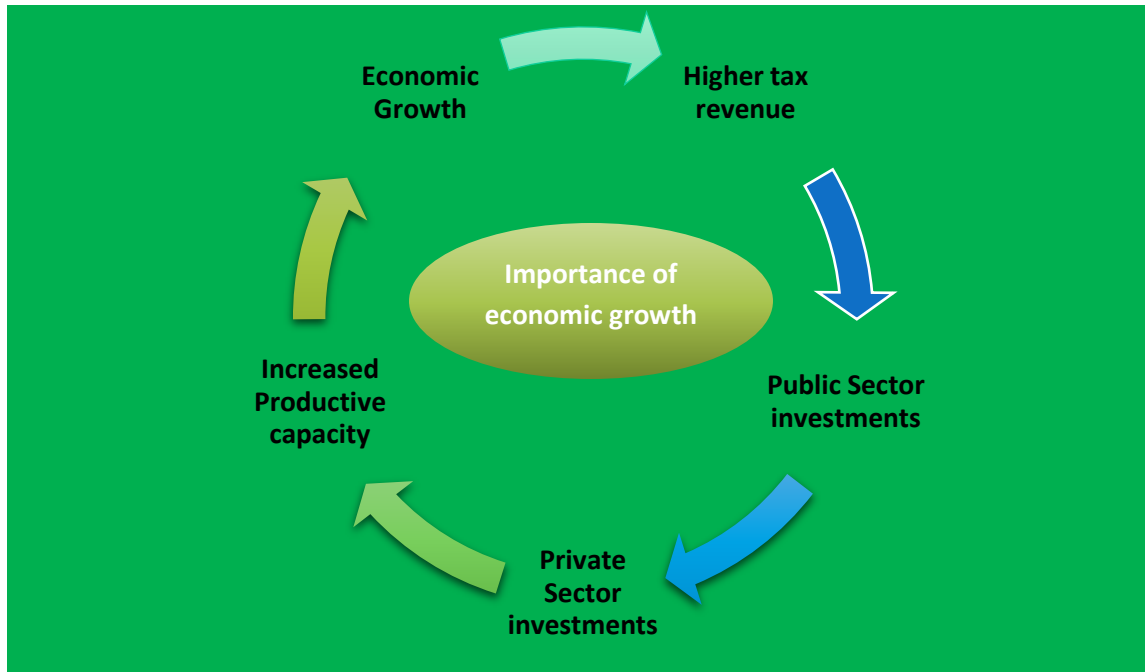 Economic
Growth
Higher tax
revenue
Importance of
economic growth
Increased
Productive
capacity
Public Sector
investments
Private
Sector
investments